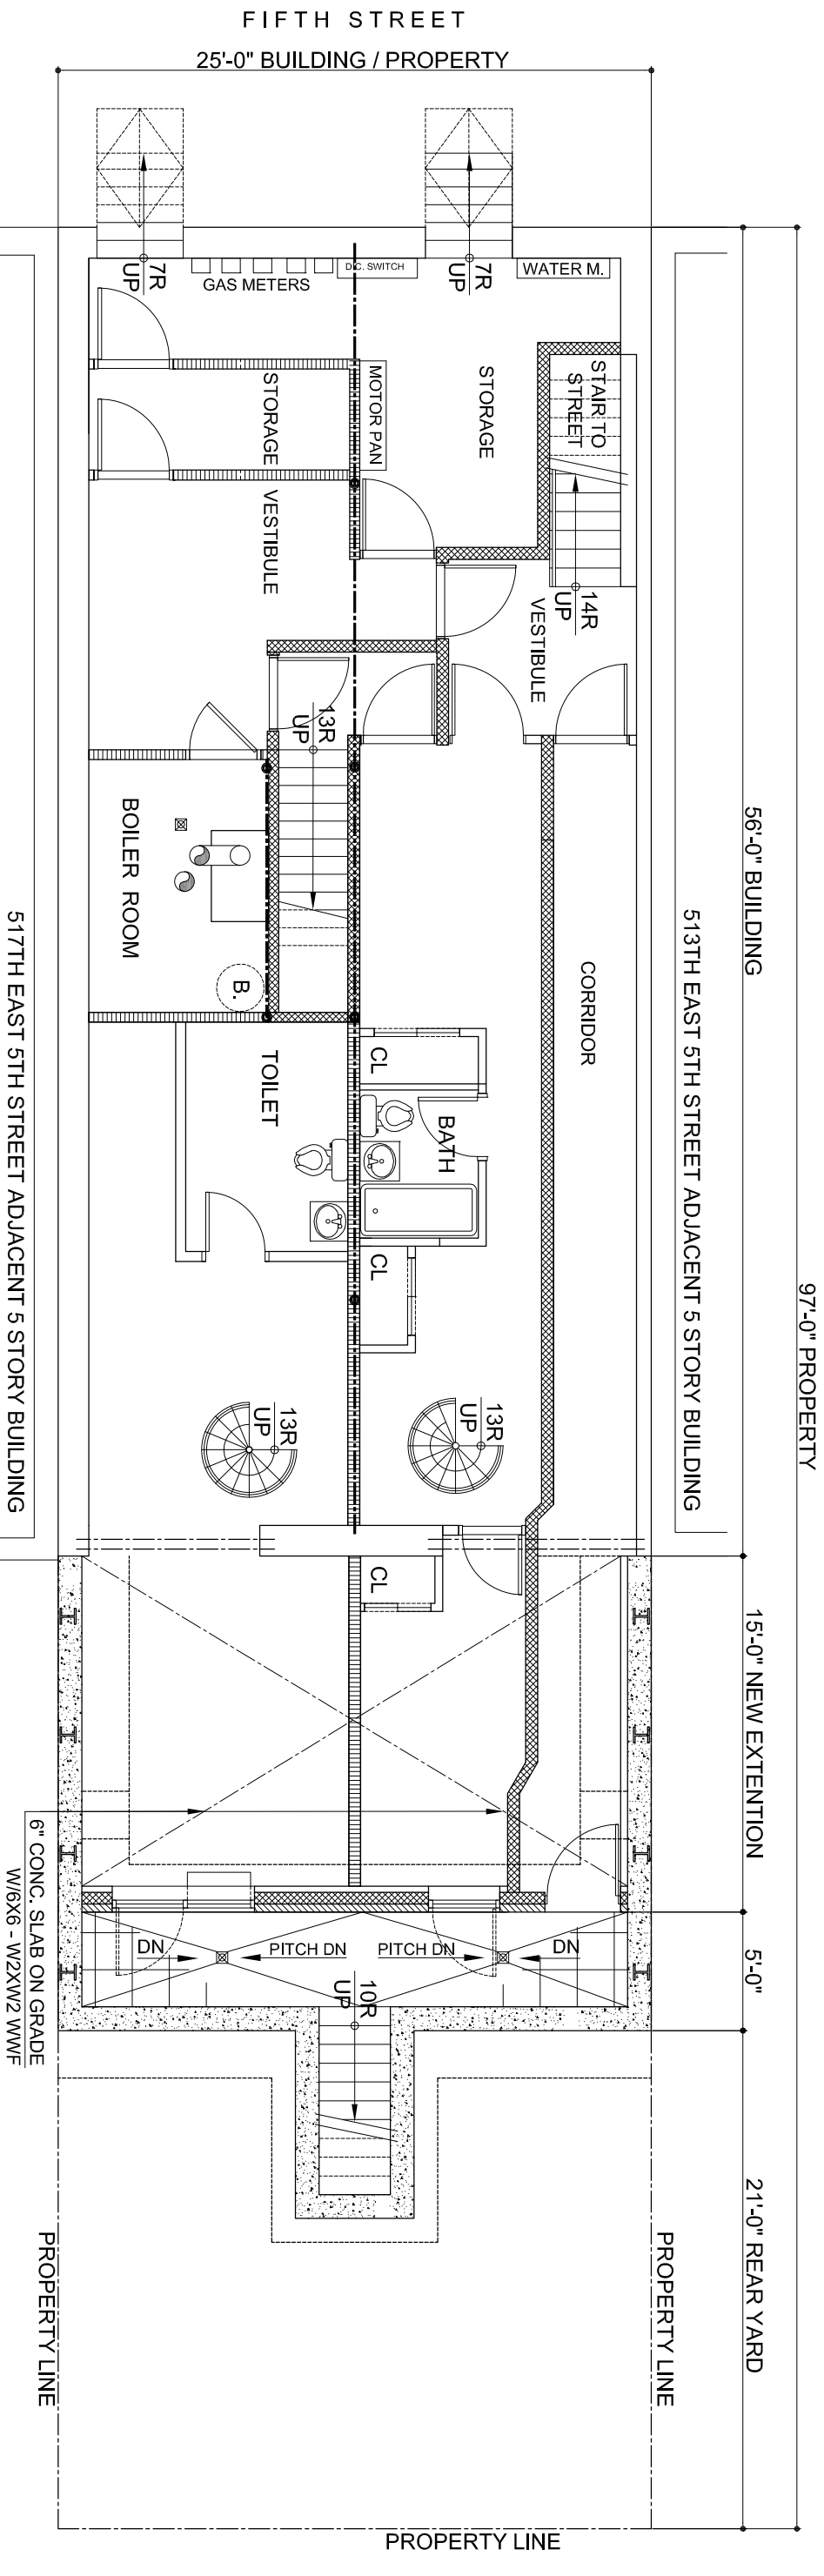 FIFTH STREET
25'-0" BUILDING / PROPERTY
7R
UP
GAS METERS
D/C. SWITCH
7R
UP
WATER M.
STORAGE
MOTOR PAN
STORAGE
STAIR TO
STREET
VESTIBULE
14R
UP
VESTIBULE
13R
UP
BOILER ROOM
B.
56'-0" BUILDING
97'-0" PROPERTY
513TH EAST 5TH STREET ADJACENT 5 STORY BUILDING
517TH EAST 5TH STREET ADJACENT 5 STORY BUILDING
CORRIDOR
TOILET
CL
BATH
CL
13R
UP
13R
UP
CL
15'-0" NEW EXTENTION
6" CONC. SLAB ON GRADE
W/6X6 - W2XW2 WWF
DN
PITCH DN
PITCH DN
DN
5'-0"
10R
UP
21'-0" REAR YARD
PROPERTY LINE
PROPERTY LINE
PROPERTY LINE